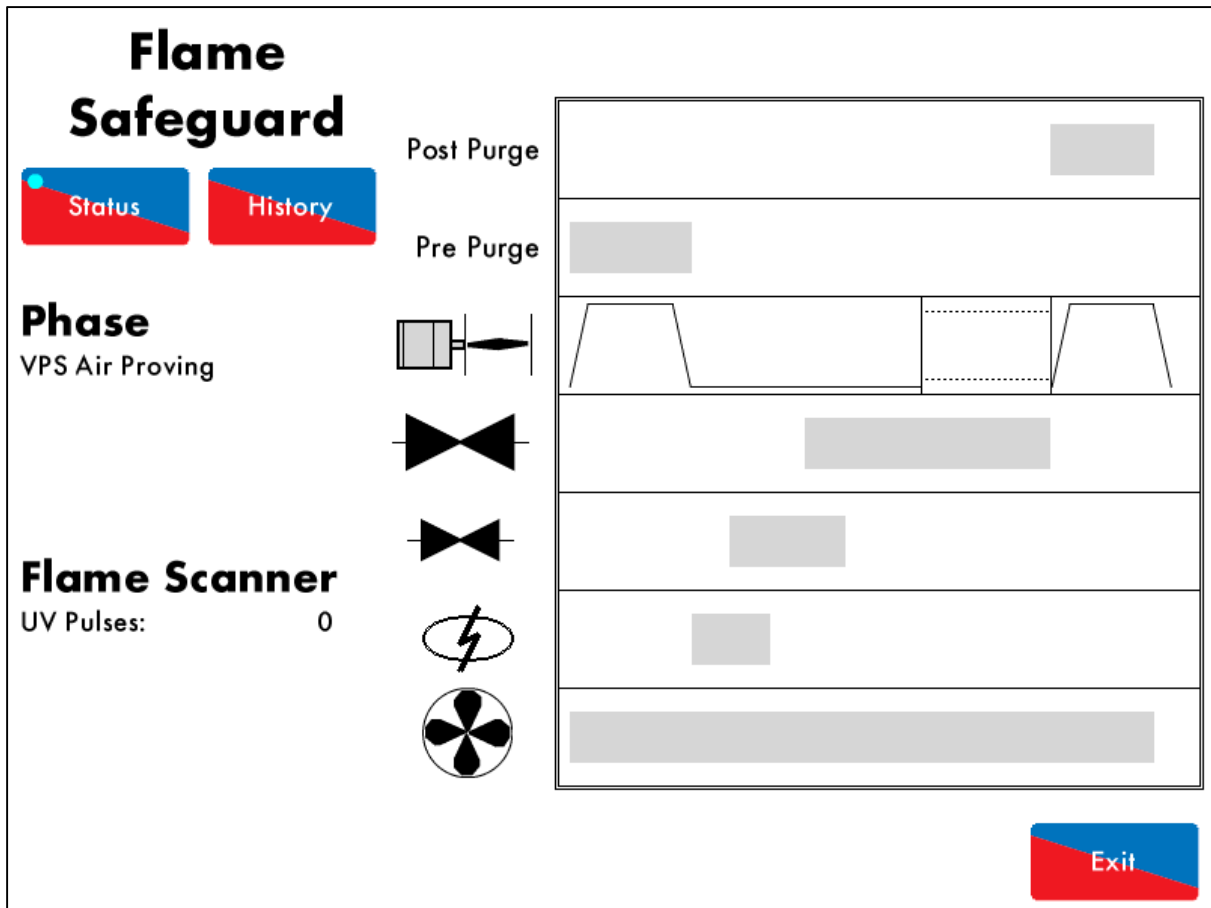 Flame
Safeguard
Status
History
Phase
VPS Air Proving
Flame Scanner
UV Pulses: 0
Post Purge
Pre Purge
Exit